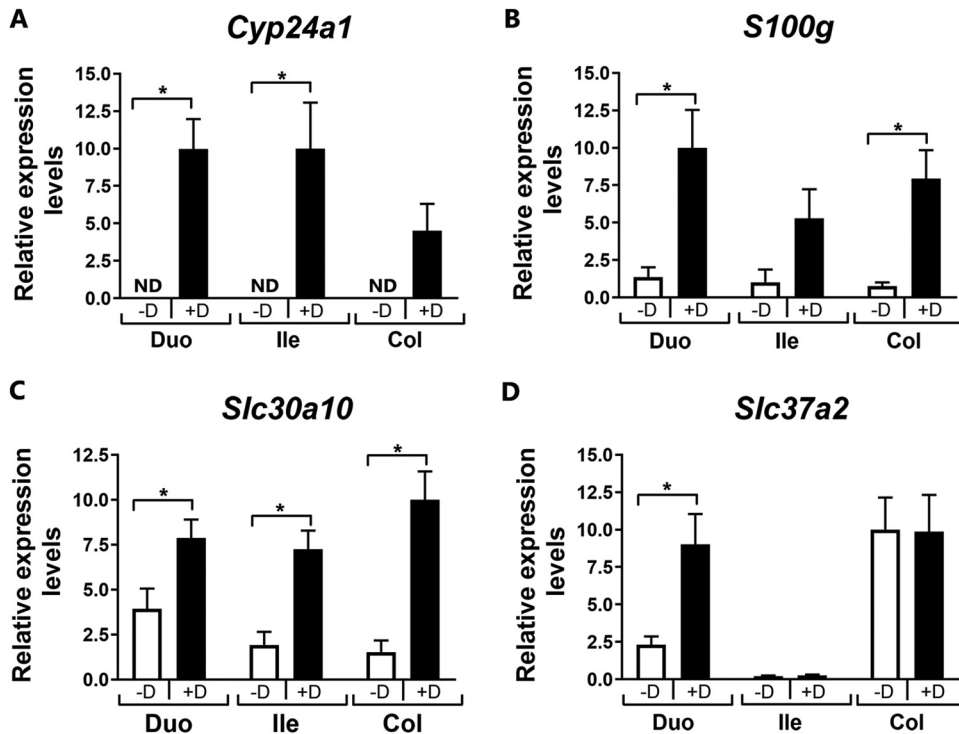 A
Cyp24a1
Relative expression
levels
15.0
12.5
10.0
7.5
5.0
2.5
0.0
*
*
ND
ND
ND
-D +D -D +D -D +D
Duo Ile Col
B
S100g
Relative expression
levels
15.0
12.5
10.0
7.5
5.0
2.5
0.0
*
*
-D +D -D +D -D +D
Duo Ile Col
C
Slc30a10
Relative expression
levels
12.5
10.0
7.5
5.0
2.5
0.0
*
*
*
-D +D -D +D -D +D
Duo Ile Col
D
Slc37a2
Relative expression
levels
15.0
12.5
10.0
7.5
5.0
2.5
0.0
*
-D +D -D +D -D +D
Duo Ile Col